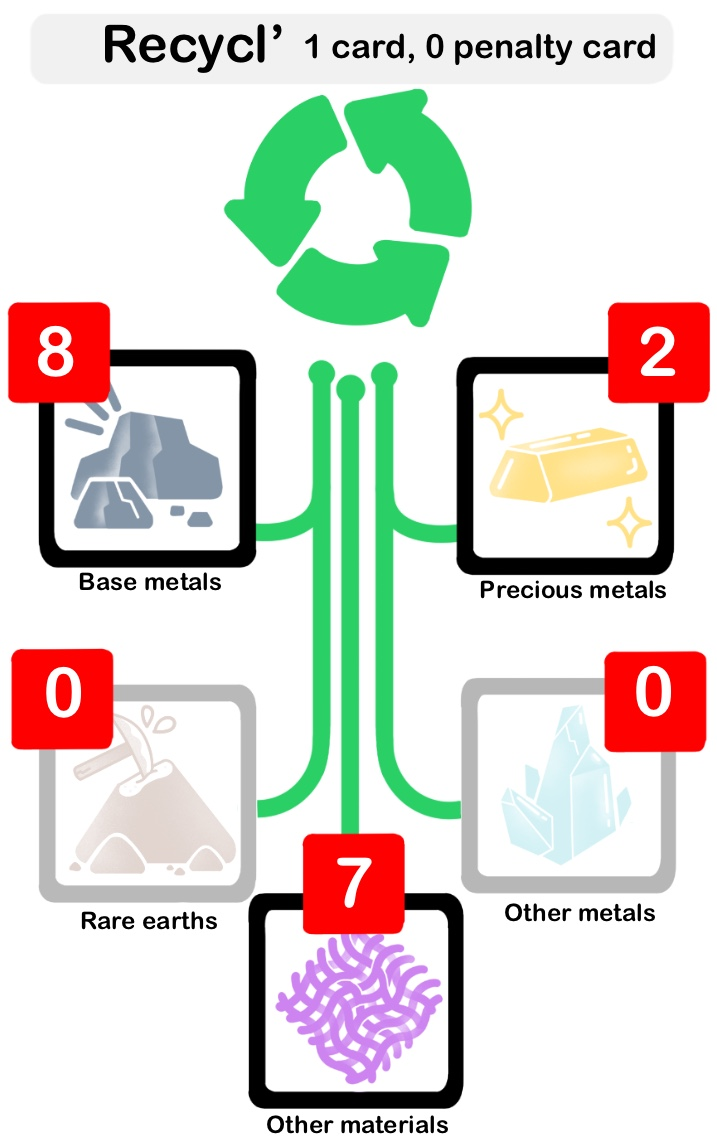 Recycl’ 1 card, 0 penalty card
8
2
Base metals
Precious metals
0
0
Rare earths
Other metals
7
Other materials